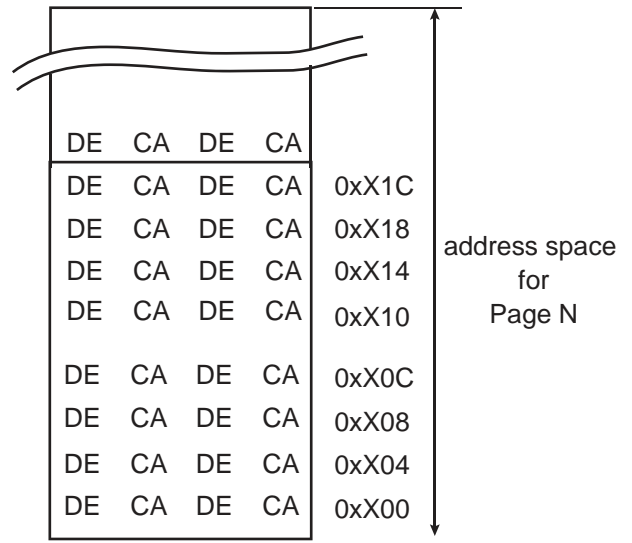 DE CA DE CA
DE CA DE CA 0xX1C
DE CA DE CA 0xX18
DE CA DE CA 0xX14
DE CA DE CA 0xX10
DE CA DE CA 0xX0C
DE CA DE CA 0xX08
DE CA DE CA 0xX04
DE CA DE CA 0xX00
address space
for
Page N